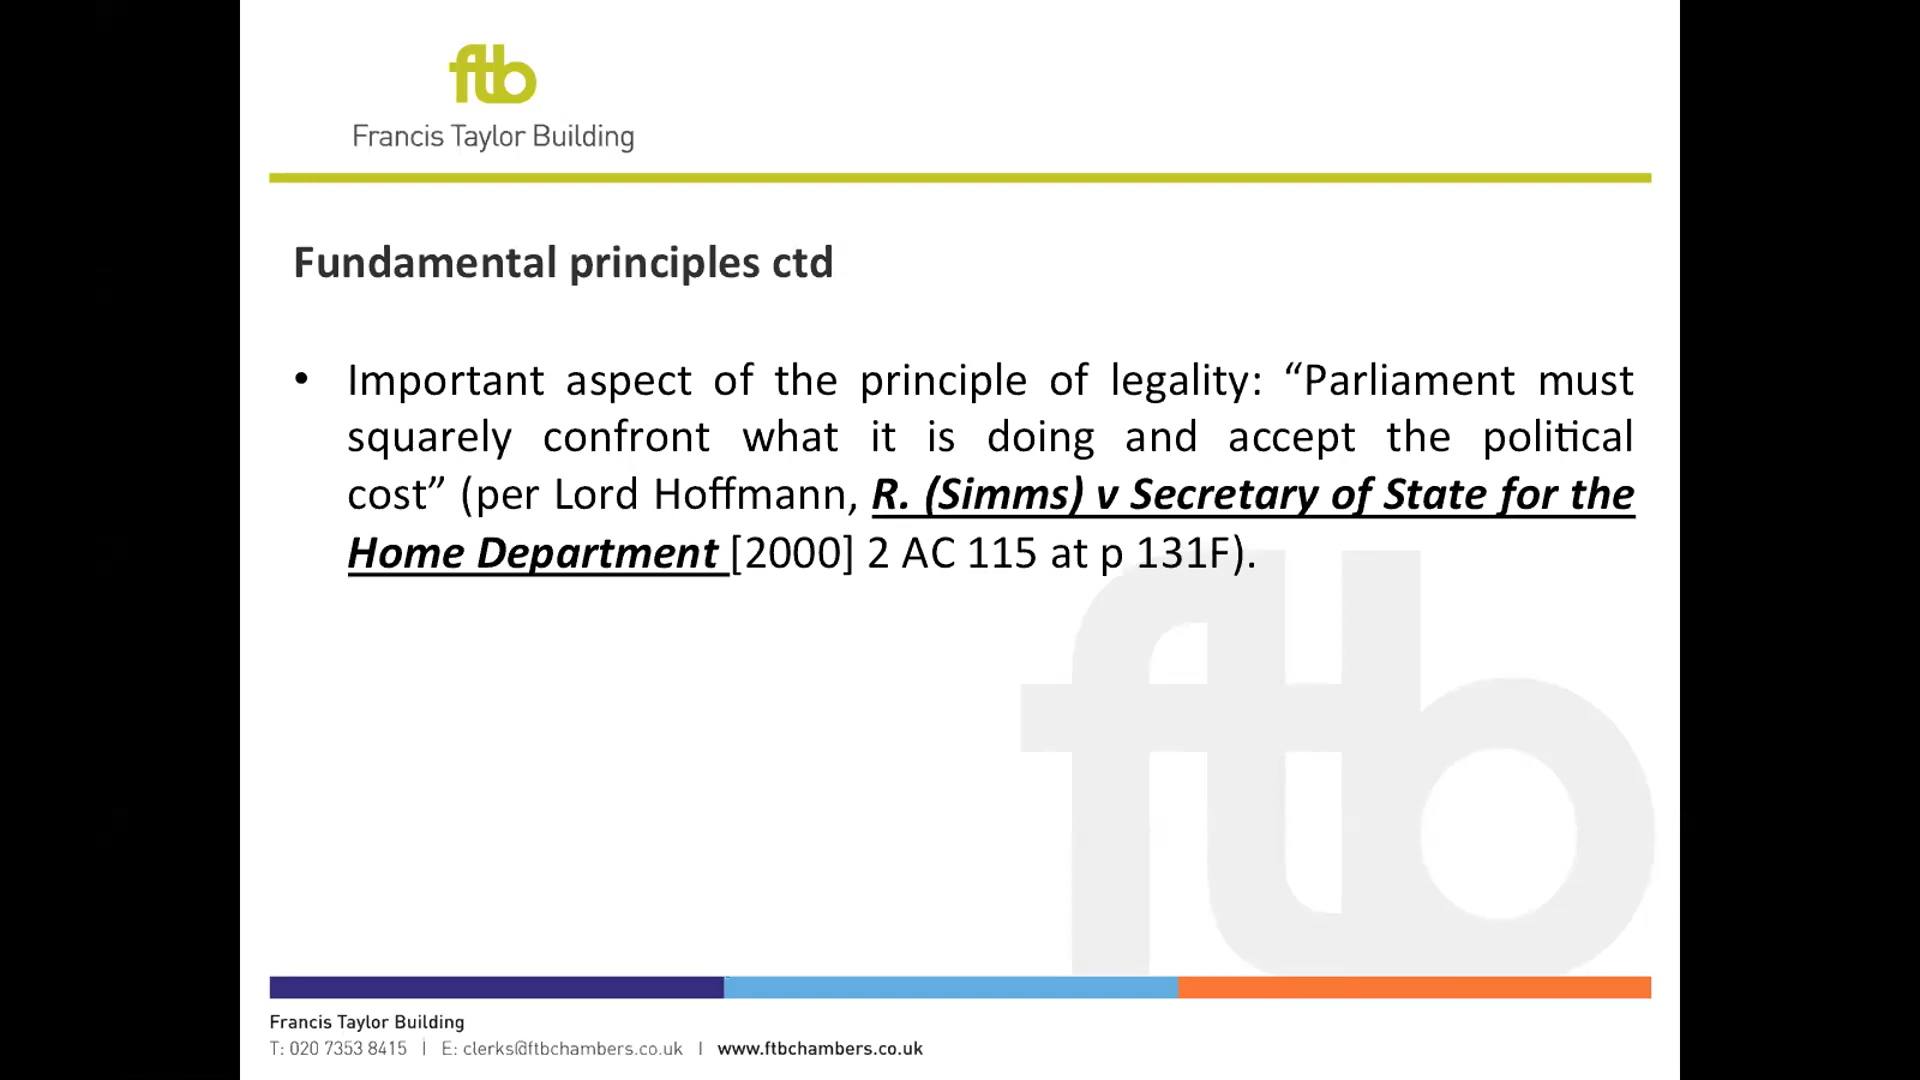 ftb
Francis Taylor Building
Fundamental principles ctd
• Important aspect of the principle of legality: “Parliament must
squarely confront what it is doing and accept the political
cost” (per Lord Hoffmann, R. (Simms) v Secretary of State for the
Home Department [2000] 2 AC 115 at p 131F).
ftb
Francis Taylor Building
T: 020 7353 8415 | E: clerks@ftbchambers.co.uk | www.ftbchambers.co.uk